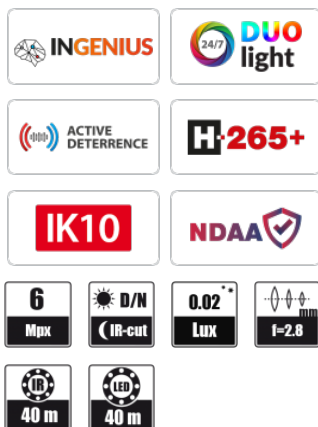 INGENIUS
24/7
DUO
light
ACTIVE
DETERRENCE
H.265+
IK10
NDAA
6
Mpx
D/N
IR-cut
0.02
Lux
f=2.8
IR
40 m
LED
40 m